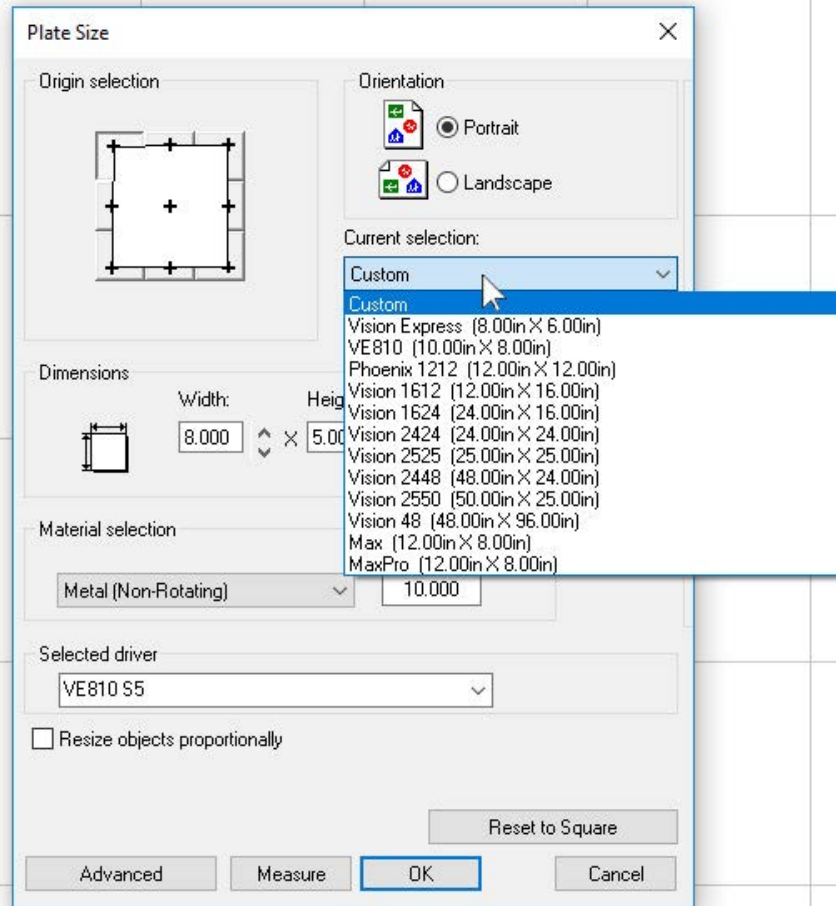 Plate Size
Origin selection
Orientation
Portrait
Landscape
Current selection:
Custom
Custom
Vision Express (8.00in X 6.00in)
VE810 (10.00in X 8.00in)
Phoenix 1212 (12.00in X 12.00in)
Vision 1612 (12.00in X 16.00in)
Vision 1624 (24.00in X 16.00in)
Vision 2424 (24.00in X 24.00in)
Vision 2525 (25.00in X 25.00in)
Vision 2448 (48.00in X 24.00in)
Vision 2550 (50.00in X 25.00in)
Vision 48 (48.00in X 96.00in)
Max (12.00in X 8.00in)
MaxPro (12.00in X 8.00in)
Dimensions
Width: Heig
8.000 X 5.00
Material selection
Metal (Non-Rotating) 10.000
Selected driver
VE810 S5
Resize objects proportionally
Reset to Square
Advanced Measure OK Cancel